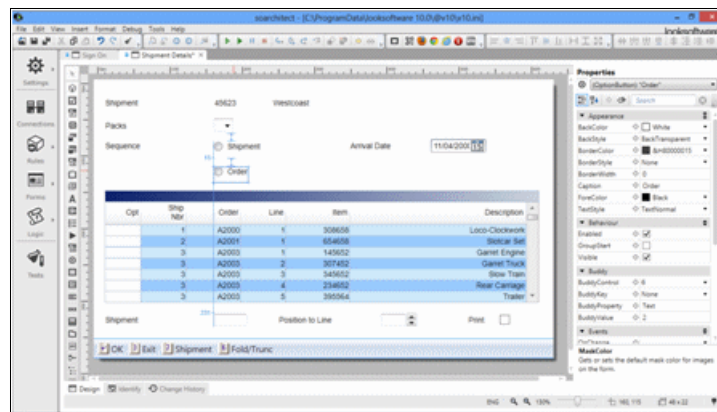 soarchitect - [C:\ProgramData\looksoftware 10.0\@v10\x10.ini]
File Edit View Insert Format Debug Tools Help
looksoftware
Sign On Shipment Details*
Settings
Connections
Rules
Forms
Logic
Tests
Shipment 45623 Westcoast
Packs
Sequence Shipment Arrival Date 11/04/200
Order
Opt Ship Nbr Order Line Item Description
1 A2000 1 308658 Loco-Clockwork
2 A2001 1 654658 Slotcar Set
3 A2003 1 145652 Garret Engine
3 A2003 2 307452 Garret Truck
3 A2003 3 345652 Slow Train
3 A2003 4 234652 Rear Carriage
3 A2003 5 395564 Trailer
Shipment Position to Line Print
OK Exit Shipment Fold/Trunc
Design Identify Change History
Properties
(OptionButton) "Order"
Search
Appearance
BackColor White
BackStyle BackTransparent
BorderColor &H80000015
BorderStyle None
BorderWidth 0
Caption Order
ForeColor Black
TextStyle TextNormal
Behaviour
Enabled
GroupStart
Visible
Buddy
BuddyControl 6
BuddyKey None
BuddyProperty Text
BuddyValue 2
Events
MaskColor
Gets or sets the default mask color for images on the form.
ENG 130% 160, 115 48 x 22